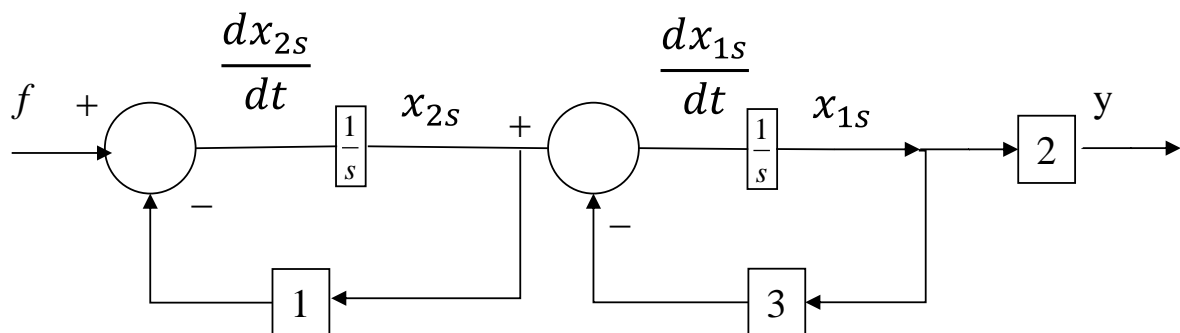 dx₂ₛ/dt
dx₁ₛ/dt
f
+
1/s
x₂ₛ
+
1/s
x₁ₛ
2
y
−
−
1
3